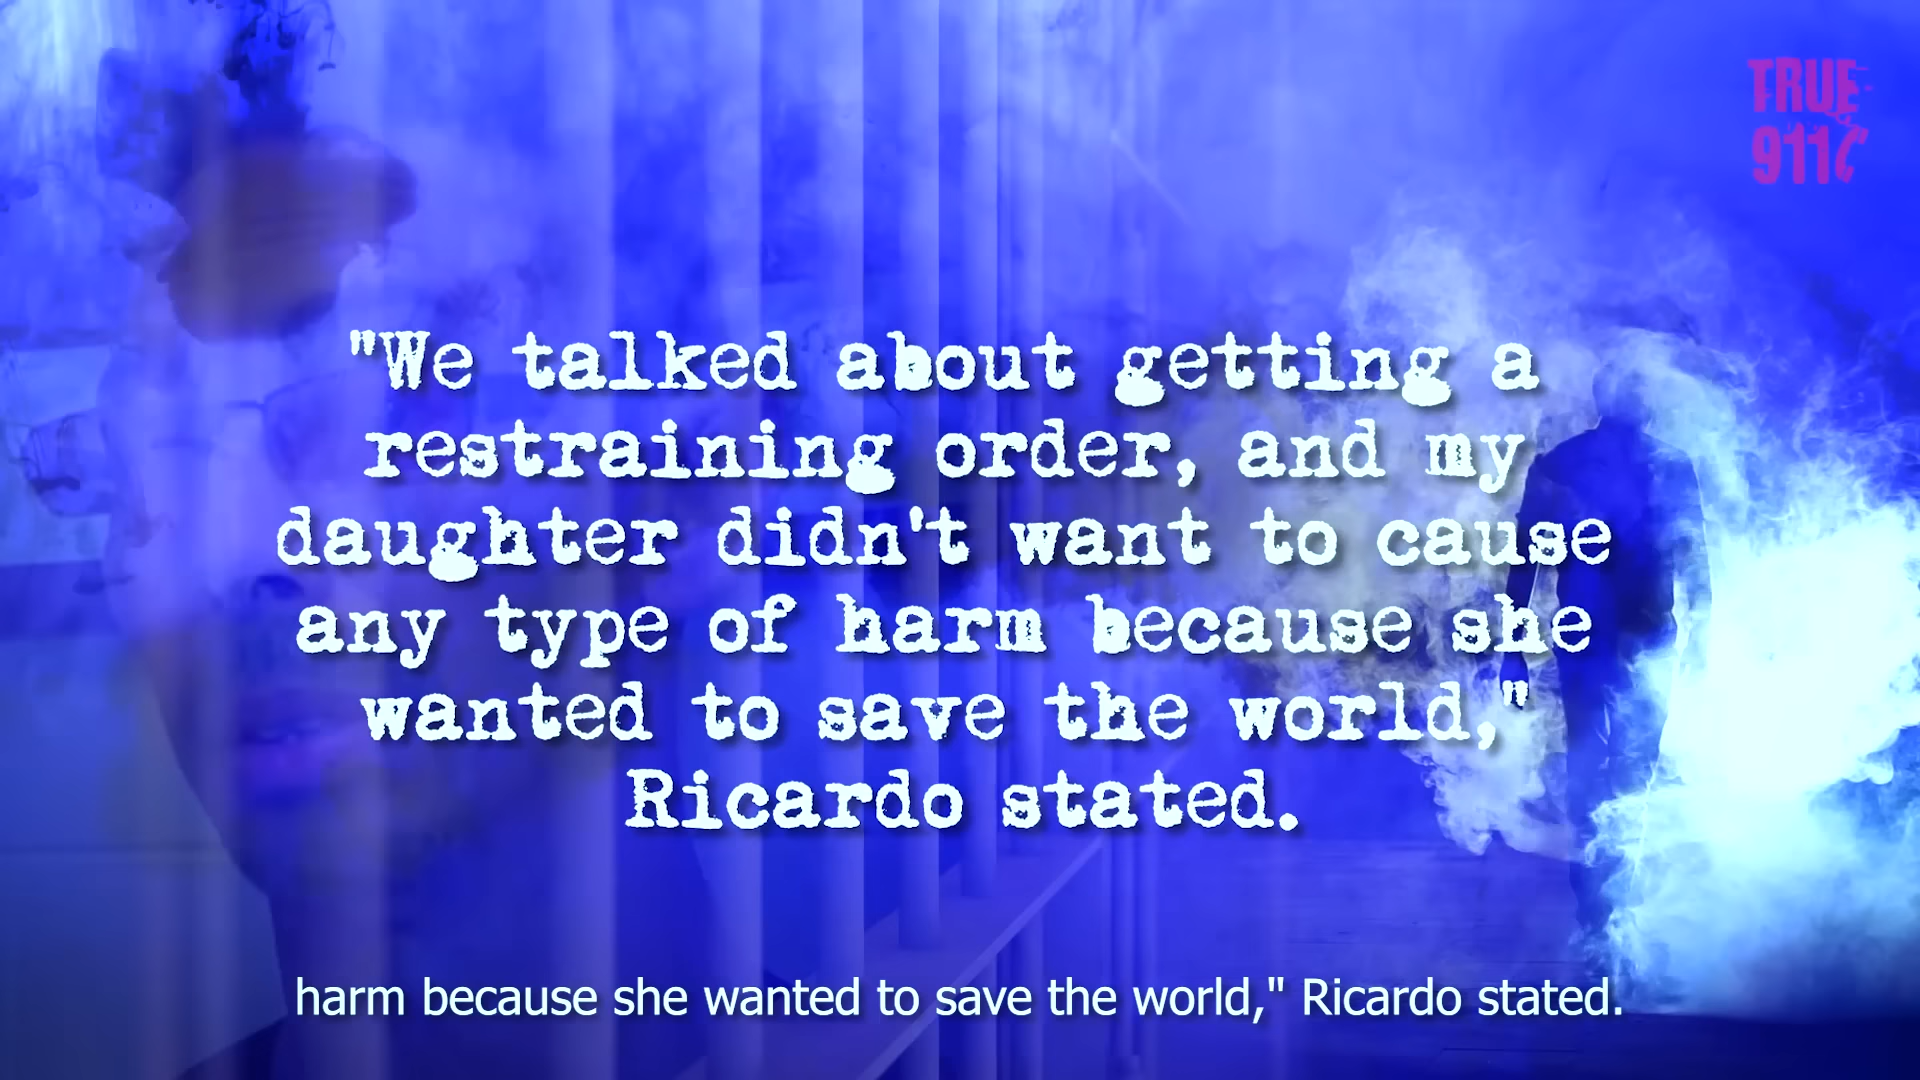 TRUE
911
"We talked about getting a
restraining order, and my
daughter didn't want to cause
any type of harm because she
wanted to save the world,"
Ricardo stated.
harm because she wanted to save the world," Ricardo stated.